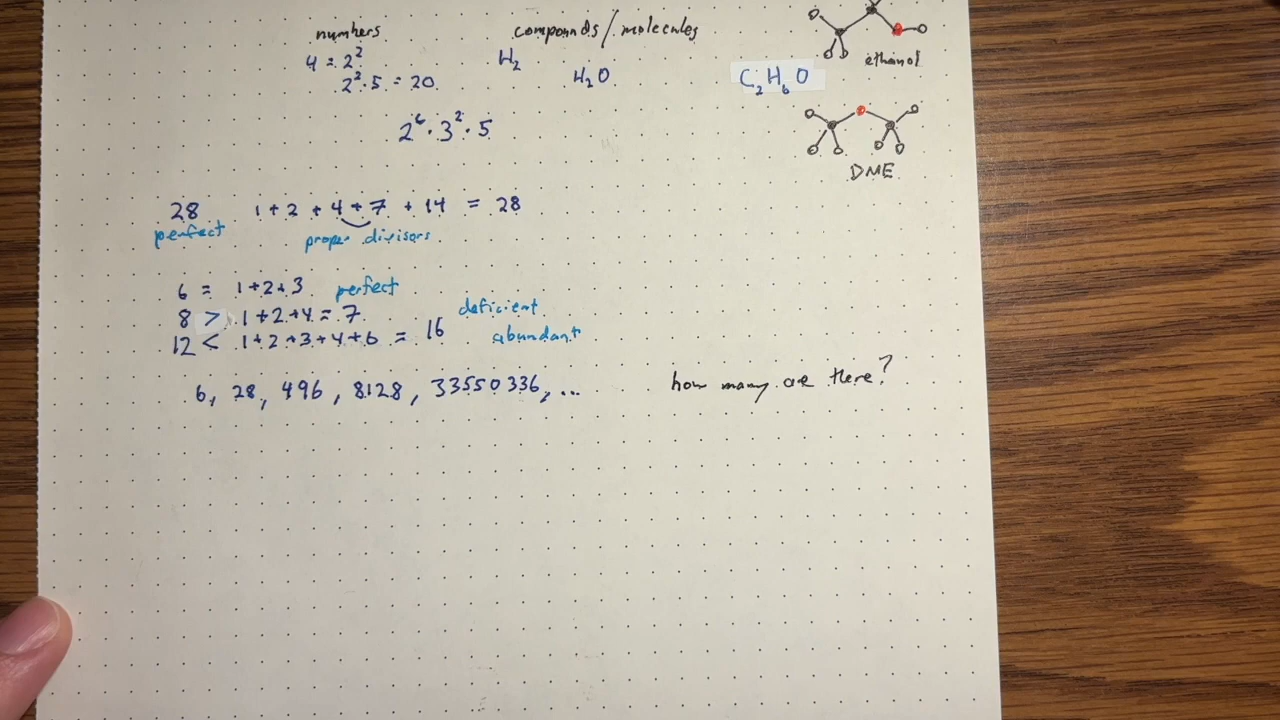 numbers
4 = 2²
2²·5 = 20
2⁶·3²·5
compounds/molecules
H₂
H₂O
C₂H₆O
ethanol
DME
28 1+2+4+7+14 = 28
perfect proper divisors
6 = 1+2+3 perfect
8 > 1+2+4=7 deficient
12 < 1+2+3+4+6 = 16 abundant
6, 28, 496, 8128, 33550336, ... how many are there?